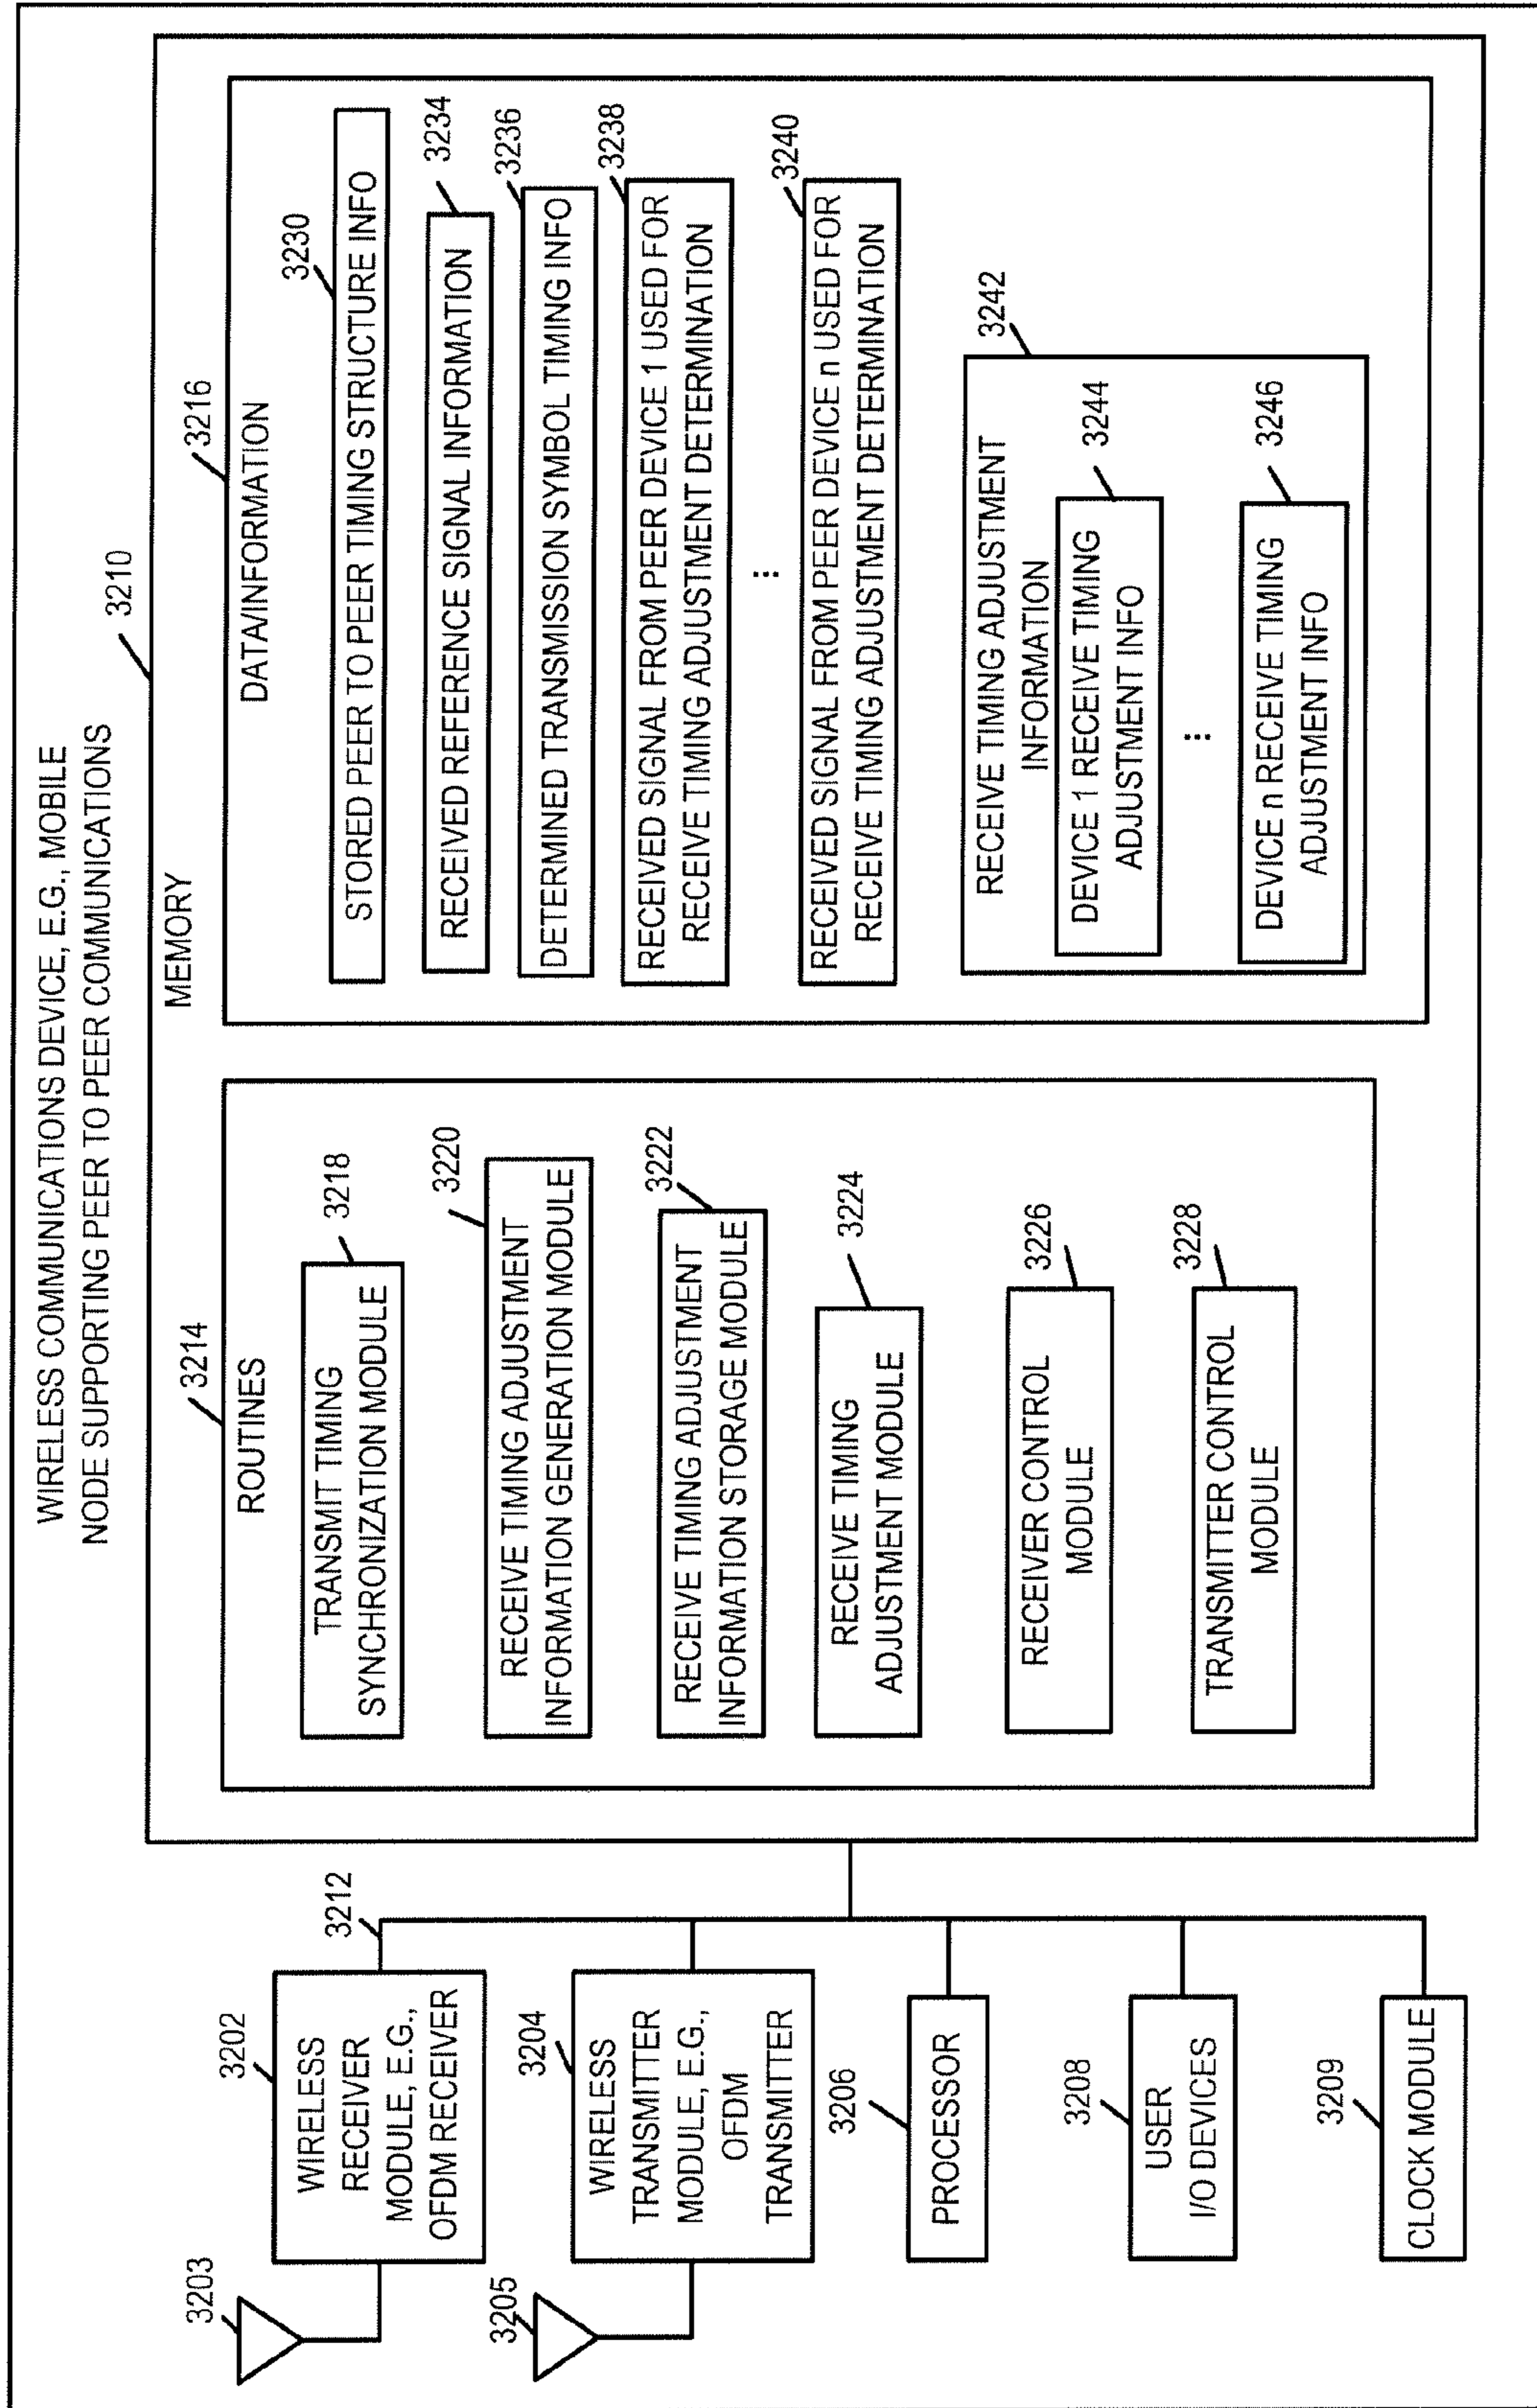 WIRELESS COMMUNICATIONS DEVICE, E.G., MOBILE
NODE SUPPORTING PEER TO PEER COMMUNICATIONS
3203
3202
WIRELESS
RECEIVER
MODULE, E.G.,
OFDM RECEIVER
3212
3205
3204
WIRELESS
TRANSMITTER
MODULE, E.G.,
OFDM
TRANSMITTER
3206
PROCESSOR
3208
USER
I/O DEVICES
3209
CLOCK MODULE
3210
MEMORY
3214
ROUTINES
3218
TRANSMIT TIMING
SYNCHRONIZATION MODULE
3220
RECEIVE TIMING ADJUSTMENT
INFORMATION GENERATION MODULE
3222
RECEIVE TIMING ADJUSTMENT
INFORMATION STORAGE MODULE
3224
RECEIVE TIMING
ADJUSTMENT MODULE
3226
RECEIVER CONTROL
MODULE
3228
TRANSMITTER CONTROL
MODULE
3216
DATA/INFORMATION
3230
STORED PEER TO PEER TIMING STRUCTURE INFO
3234
RECEIVED REFERENCE SIGNAL INFORMATION
3236
DETERMINED TRANSMISSION SYMBOL TIMING INFO
3238
RECEIVED SIGNAL FROM PEER DEVICE 1 USED FOR
RECEIVE TIMING ADJUSTMENT DETERMINATION
...
3240
RECEIVED SIGNAL FROM PEER DEVICE n USED FOR
RECEIVE TIMING ADJUSTMENT DETERMINATION
3242
RECEIVE TIMING ADJUSTMENT
INFORMATION
3244
DEVICE 1 RECEIVE TIMING
ADJUSTMENT INFO
...
3246
DEVICE n RECEIVE TIMING
ADJUSTMENT INFO